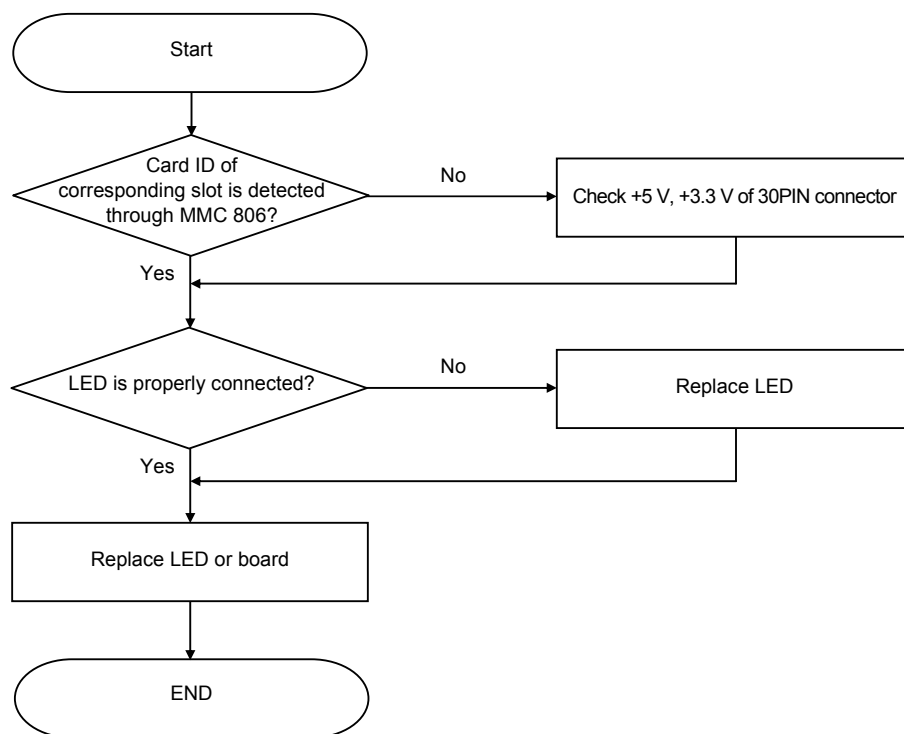 Start
Card ID of
corresponding slot is detected
through MMC 806?
No
Check +5 V, +3.3 V of 30PIN connector
Yes
LED is properly connected?
No
Replace LED
Yes
Replace LED or board
END